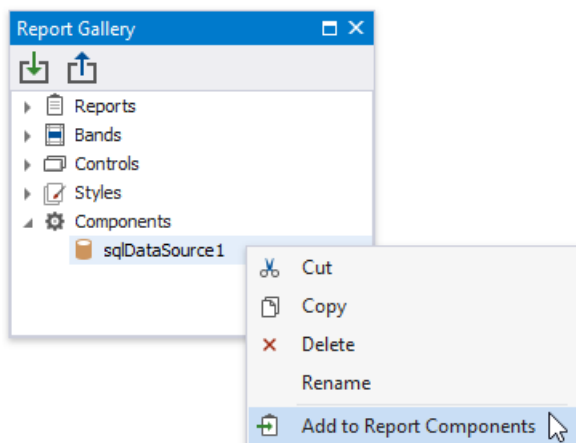 Report Gallery
Reports
Bands
Controls
Styles
Components
sqlDataSource1
Cut
Copy
Delete
Rename
Add to Report Components